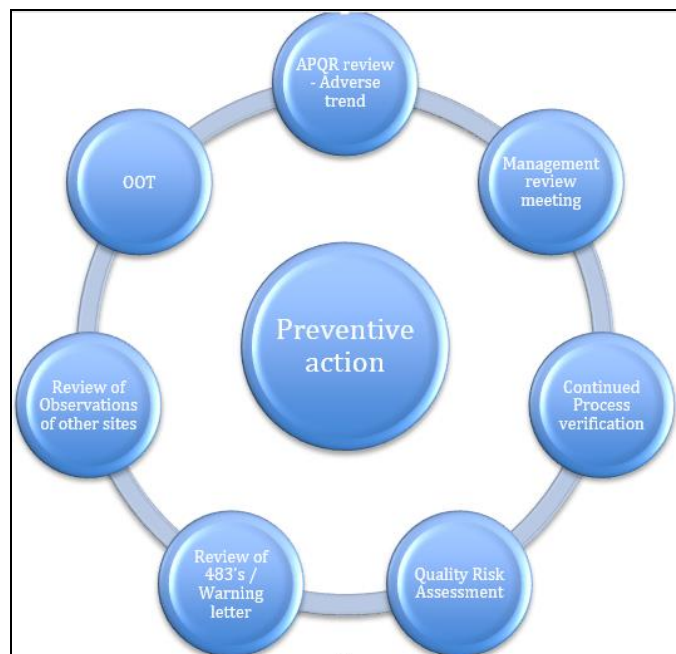 APQR review
- Adverse
trend
Management
review
meeting
Continued
Process
verification
Quality Risk
Assessment
Review of
483's /
Warning
letter
Review of
Observations
of other sites
OOT
Preventive
action